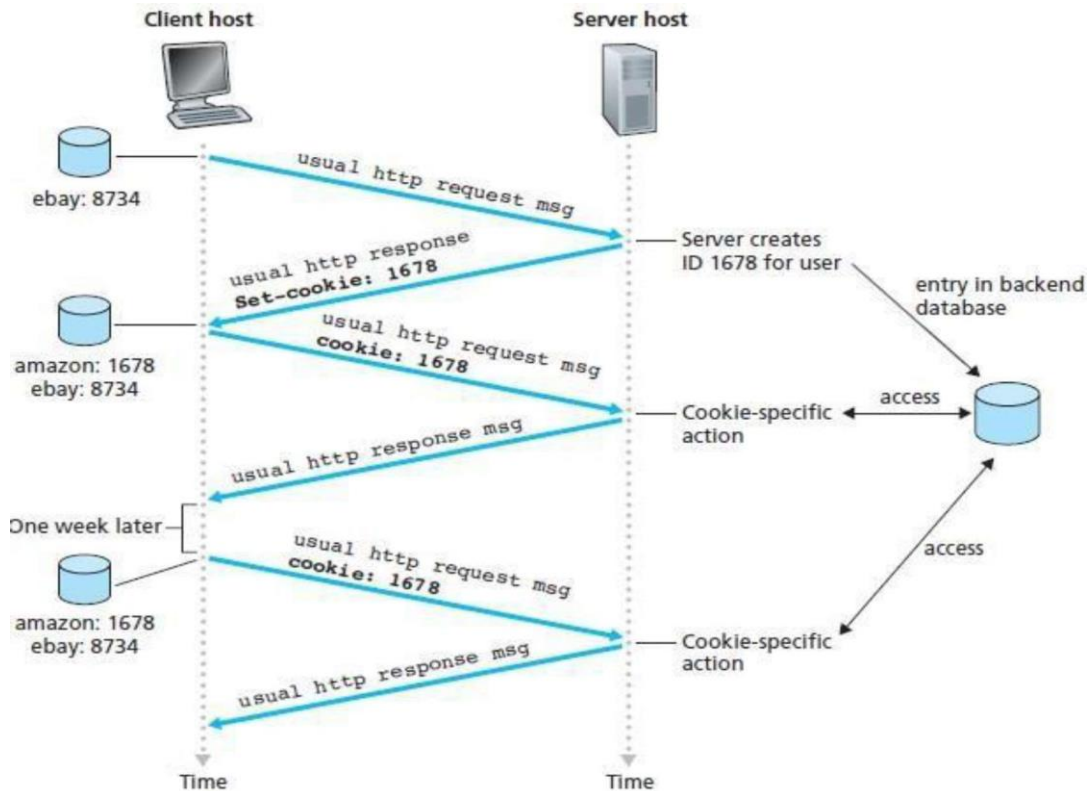 Client host
Server host
ebay: 8734
usual http request msg
Server creates
ID 1678 for user
usual http response
Set-cookie: 1678
entry in backend
database
amazon: 1678
ebay: 8734
usual http request msg
cookie: 1678
access
Cookie-specific
action
usual http response msg
One week later
usual http request msg
cookie: 1678
access
amazon: 1678
ebay: 8734
Cookie-specific
action
usual http response msg
Time
Time